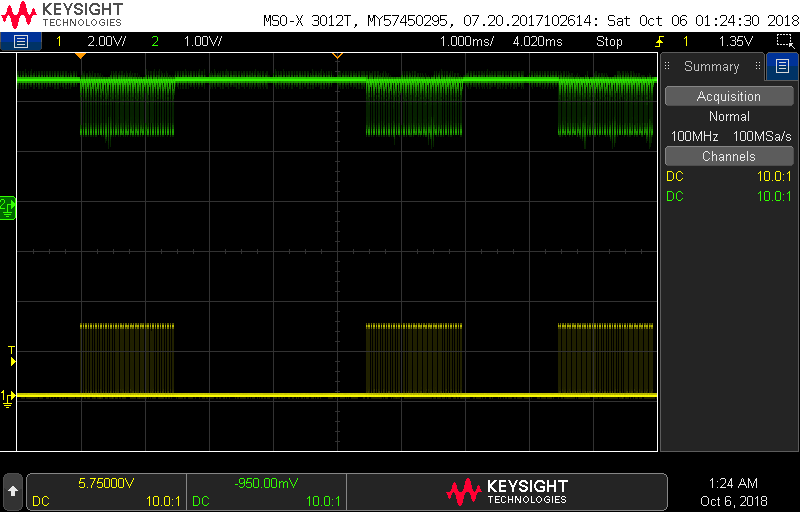 KEYSIGHT
TECHNOLOGIES
MSO-X 3012T, MY57450295, 07.20.2017102614: Sat Oct 06 01:24:30 2018
1 2.00V/ 2 1.00V/ 1.000ms/ 4.020ms Stop 1 1.35V
Summary
Acquisition
Normal
100MHz 100MSa/s
Channels
DC 10.0:1
DC 10.0:1
2
T
1
5.75000V
DC 10.0:1
-950.00mV
DC 10.0:1
KEYSIGHT
TECHNOLOGIES
1:24 AM
Oct 6, 2018